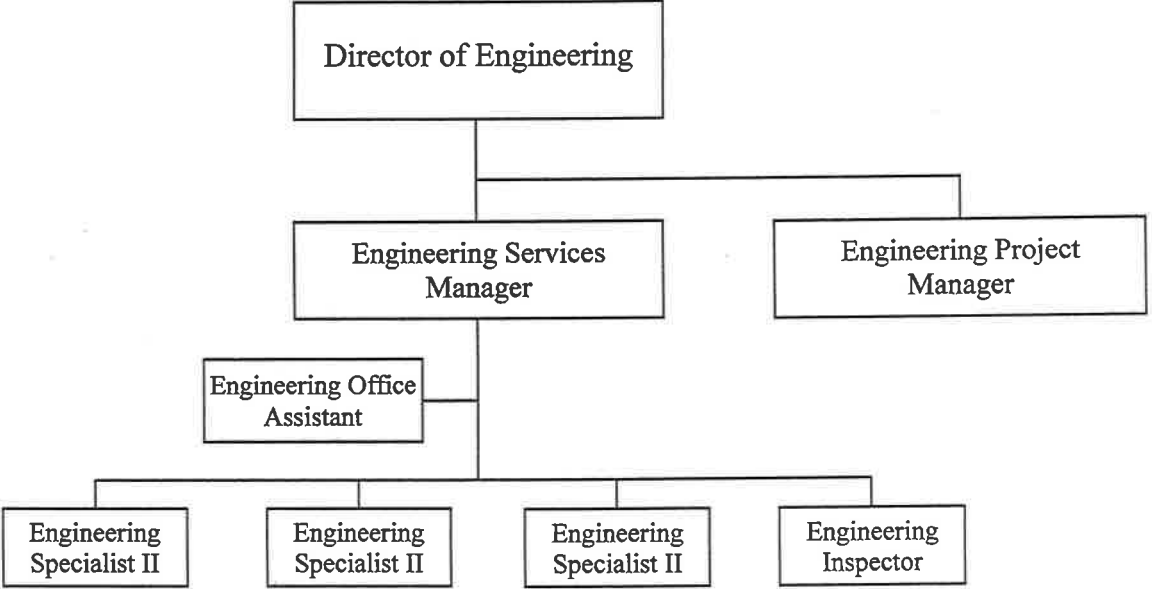 Director of Engineering
Engineering Services
Manager
Engineering Project
Manager
Engineering Office
Assistant
Engineering
Specialist II
Engineering
Specialist II
Engineering
Specialist II
Engineering
Inspector